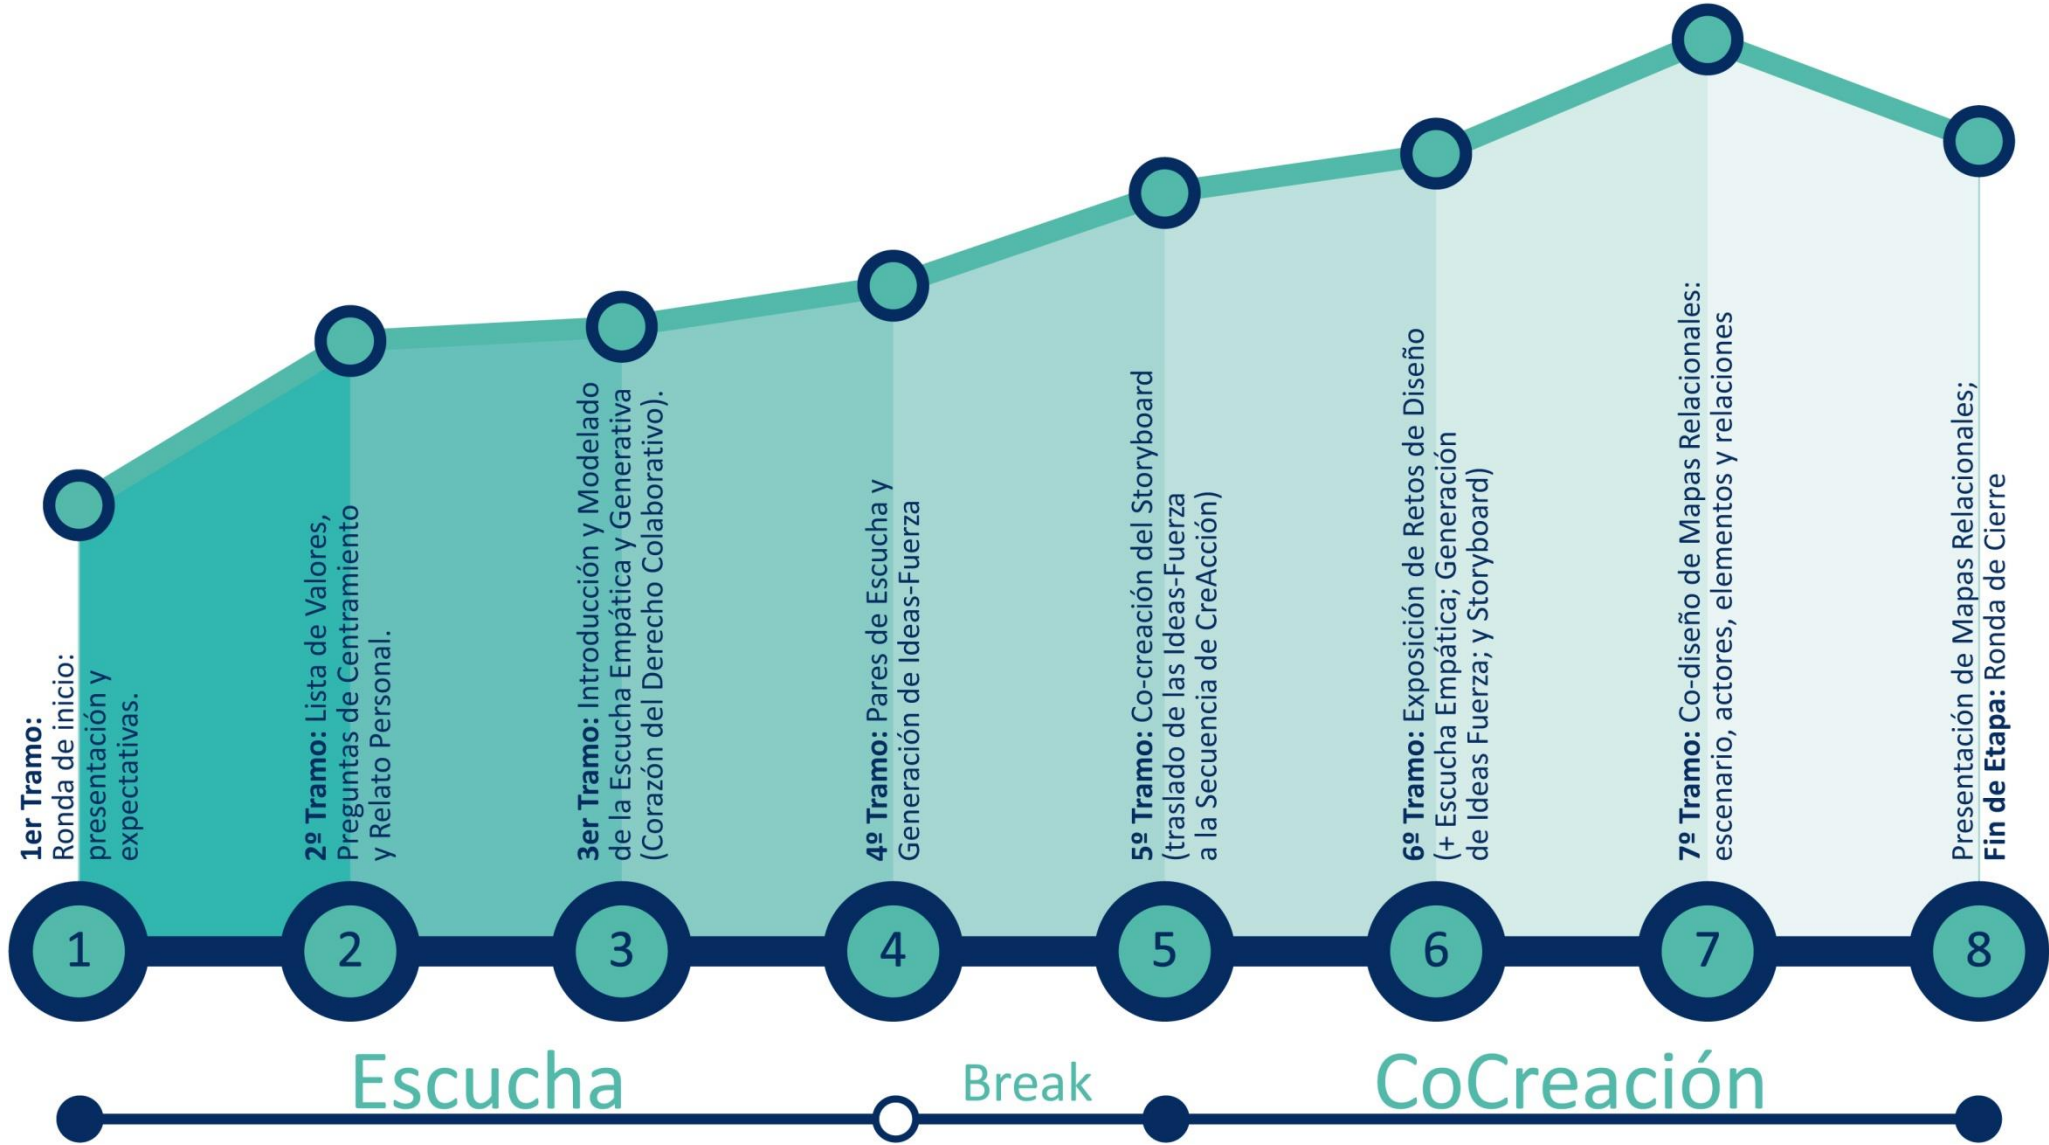 1er Tramo:
Ronda de inicio:
presentación y
expectativas.
2º Tramo: Lista de Valores,
Preguntas de Centramiento
y Relato Personal.
3er Tramo: Introducción y Modelado
de la Escucha Empática y Generativa
(Corazón del Derecho Colaborativo).
4º Tramo: Pares de Escucha y
Generación de Ideas-Fuerza
5º Tramo: Co-creación del Storyboard
(traslado de las Ideas-Fuerza
a la Secuencia de CreAcción)
6º Tramo: Exposición de Retos de Diseño
(+ Escucha Empática; Generación
de Ideas Fuerza; y Storyboard)
7º Tramo: Co-diseño de Mapas Relacionales:
escenario, actores, elementos y relaciones
Presentación de Mapas Relacionales;
Fin de Etapa: Ronda de Cierre
1
2
3
4
5
6
7
8
Escucha
Break
CoCreación